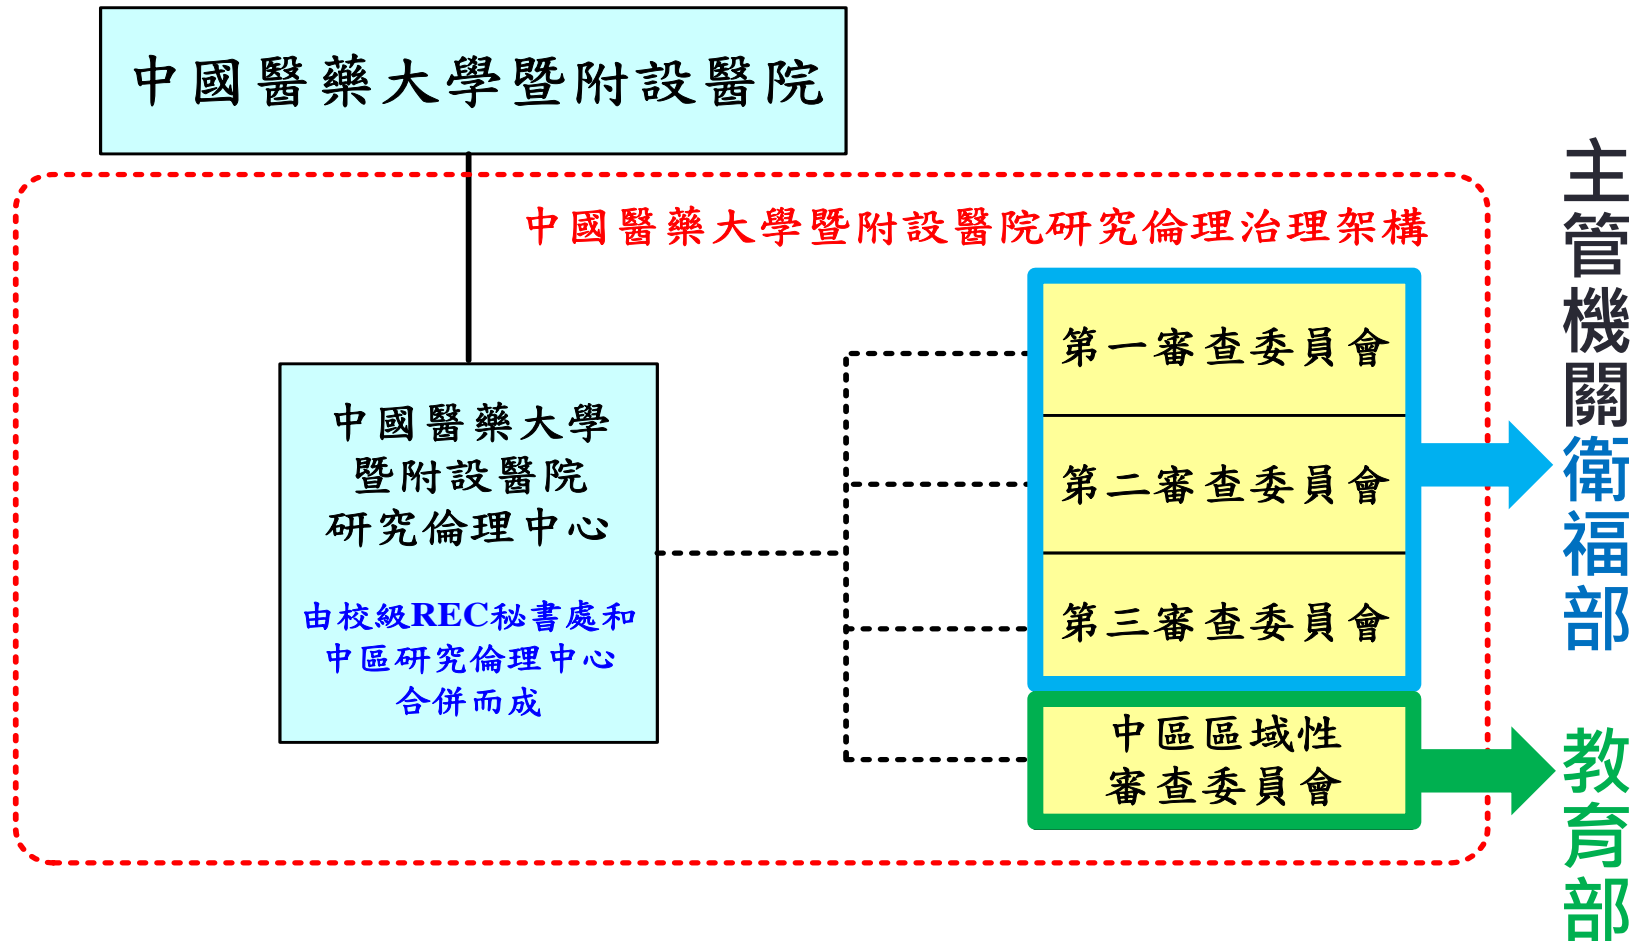 中國醫藥大學暨附設醫院
中國醫藥大學暨附設醫院研究倫理治理架構
中國醫藥大學
暨附設醫院
研究倫理中心
由校級REC秘書處和
中區研究倫理中心
合併而成
第一審查委員會
第二審查委員會
第三審查委員會
中區區域性
審查委員會
主管機關衛福部
教育部